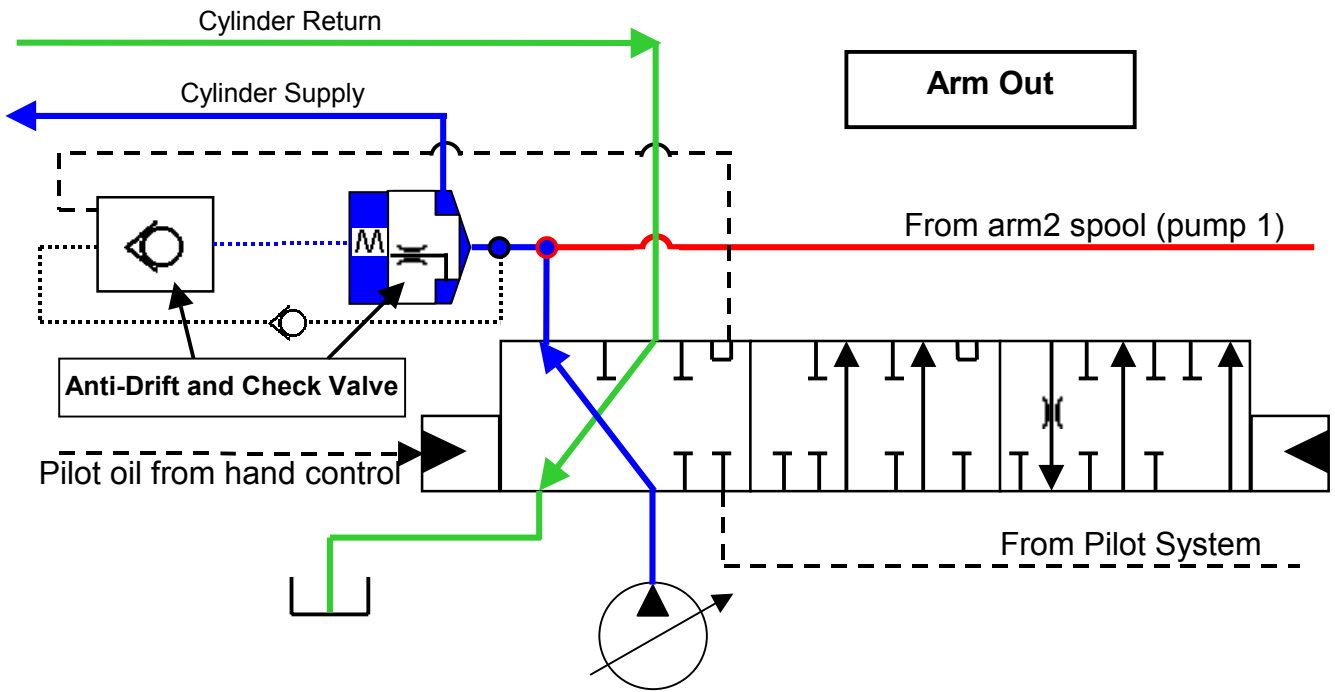 Cylinder Return
Cylinder Supply
Arm Out
From arm2 spool (pump 1)
Anti-Drift and Check Valve
Pilot oil from hand control
From Pilot System